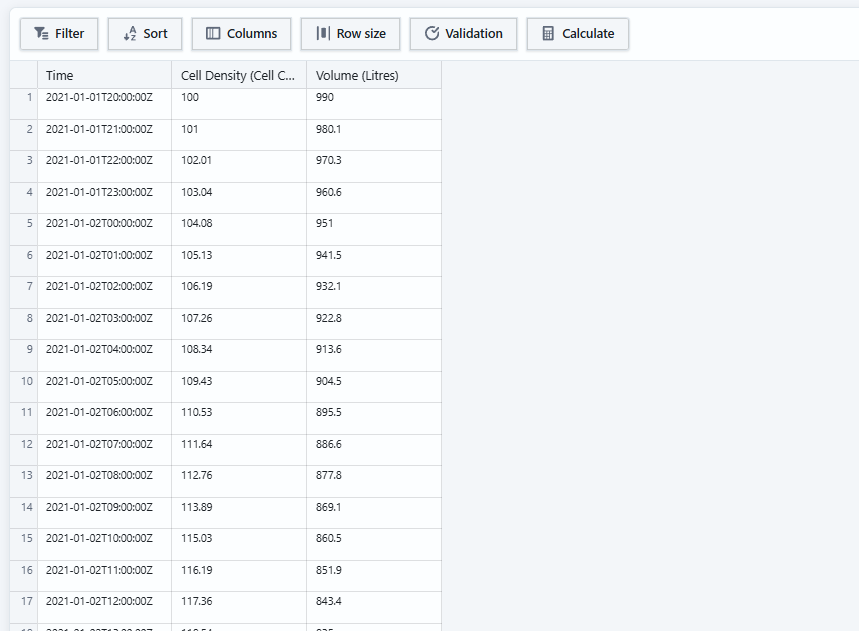 Filter Sort Columns Row size Validation Calculate
Time Cell Density (Cell C... Volume (Litres)
1 2021-01-01T20:00:00Z 100 990
2 2021-01-01T21:00:00Z 101 980.1
3 2021-01-01T22:00:00Z 102.01 970.3
4 2021-01-01T23:00:00Z 103.04 960.6
5 2021-01-02T00:00:00Z 104.08 951
6 2021-01-02T01:00:00Z 105.13 941.5
7 2021-01-02T02:00:00Z 106.19 932.1
8 2021-01-02T03:00:00Z 107.26 922.8
9 2021-01-02T04:00:00Z 108.34 913.6
10 2021-01-02T05:00:00Z 109.43 904.5
11 2021-01-02T06:00:00Z 110.53 895.5
12 2021-01-02T07:00:00Z 111.64 886.6
13 2021-01-02T08:00:00Z 112.76 877.8
14 2021-01-02T09:00:00Z 113.89 869.1
15 2021-01-02T10:00:00Z 115.03 860.5
16 2021-01-02T11:00:00Z 116.19 851.9
17 2021-01-02T12:00:00Z 117.36 843.4